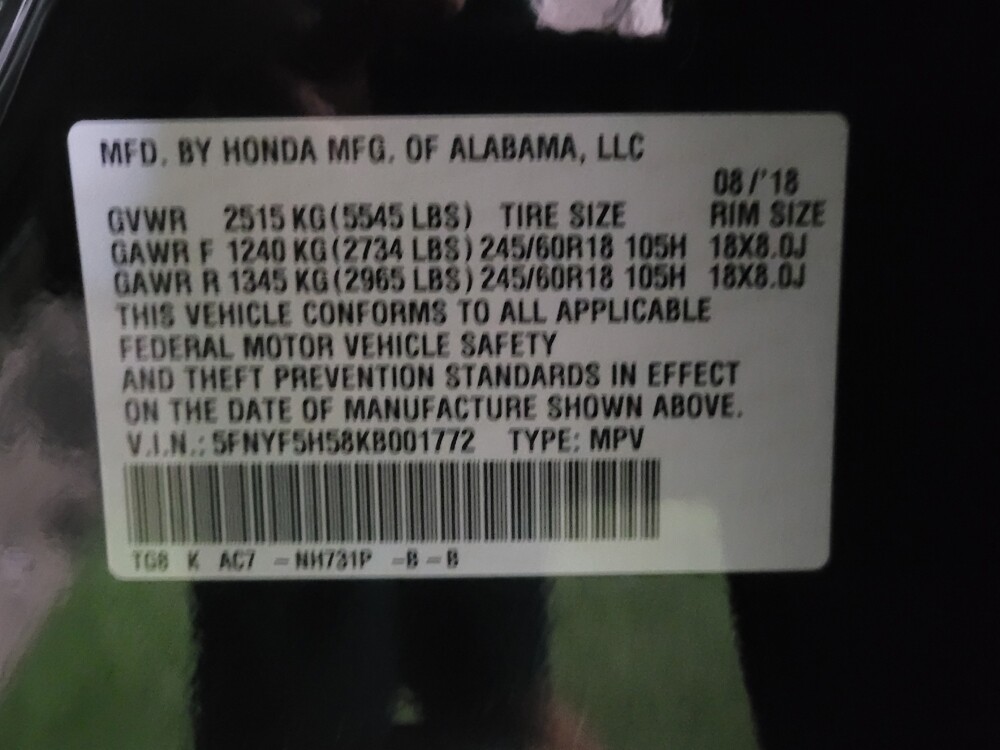 MFD. BY HONDA MFG. OF ALABAMA, LLC
08/'18
GVWR 2515 KG(5545 LBS) TIRE SIZE RIM SIZE
GAWR F 1240 KG(2734 LBS) 245/60R18 105H 18X8.0J
GAWR R 1345 KG(2965 LBS) 245/60R18 105H 18X8.0J
THIS VEHICLE CONFORMS TO ALL APPLICABLE
FEDERAL MOTOR VEHICLE SAFETY
AND THEFT PREVENTION STANDARDS IN EFFECT
ON THE DATE OF MANUFACTURE SHOWN ABOVE.
V.I.N.: 5FNYF5H58KB001772 TYPE: MPV
TG8 K AC7 -NH731P -B-B